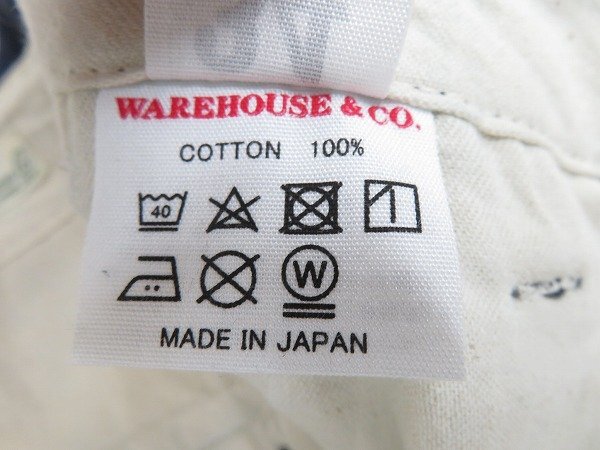 WAREHOUSE & CO.
COTTON 100%
40
W
MADE IN JAPAN